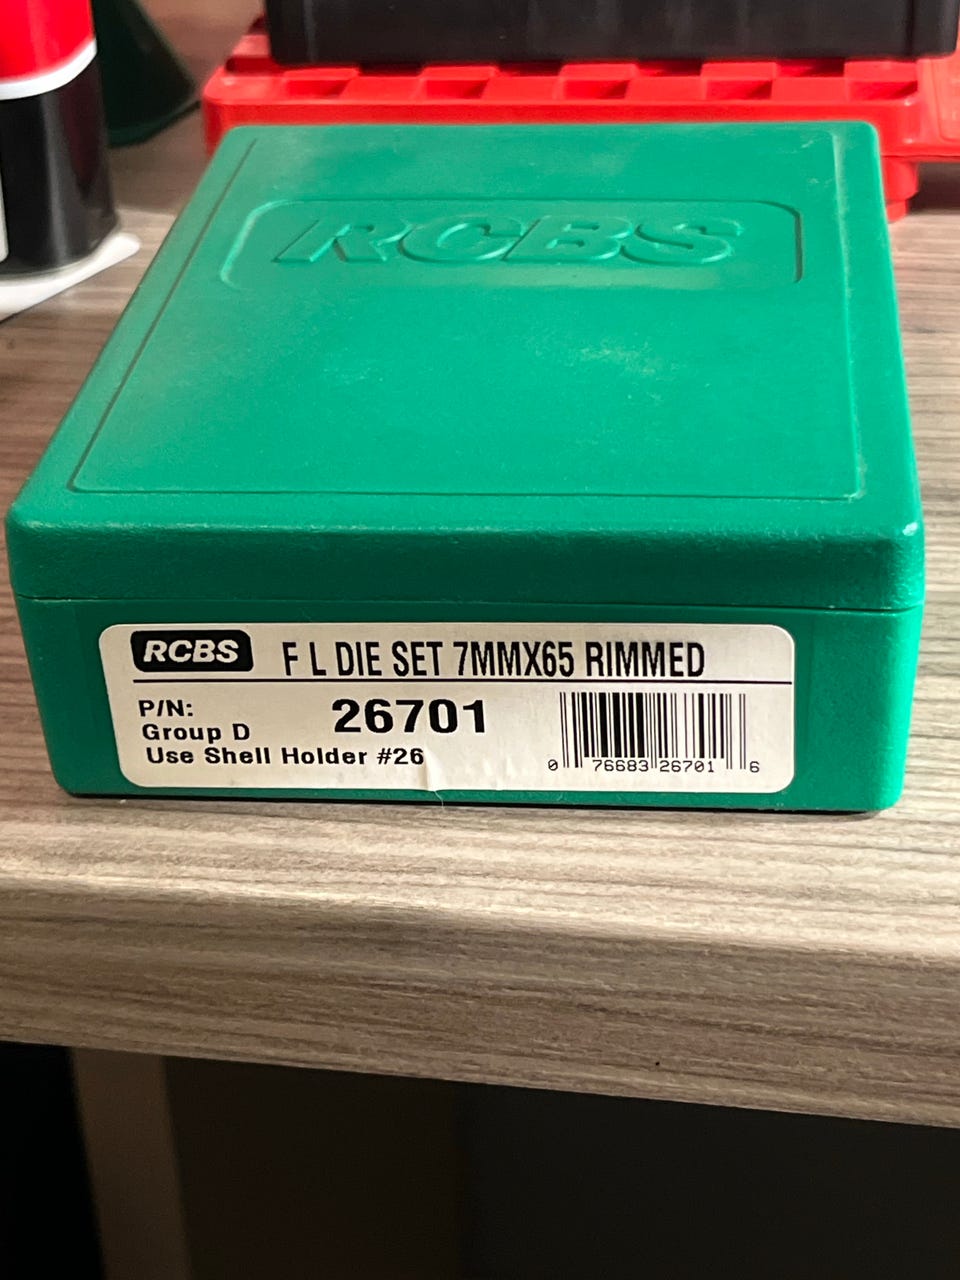 RCBS
RCBS F L DIE SET 7MMX65 RIMMED
P/N: 26701
Group D
Use Shell Holder #26
0 76683 26701 6